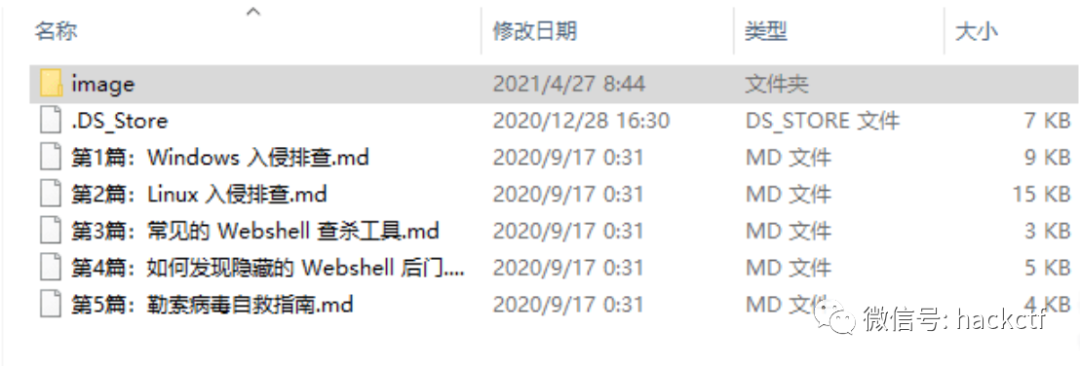 名称 修改日期 类型 大小
image 2021/4/27 8:44 文件夹
.DS_Store 2020/12/28 16:30 DS_STORE 文件 7 KB
第1篇：Windows 入侵排查.md 2020/9/17 0:31 MD 文件 9 KB
第2篇：Linux 入侵排查.md 2020/9/17 0:31 MD 文件 15 KB
第3篇：常见的 Webshell 查杀工具.md 2020/9/17 0:31 MD 文件 3 KB
第4篇：如何发现隐藏的 Webshell 后门.... 2020/9/17 0:31 MD 文件 5 KB
第5篇：勒索病毒自救指南.md 2020/9/17 0:31 MD 文件 4 KB
微信号: hackctf